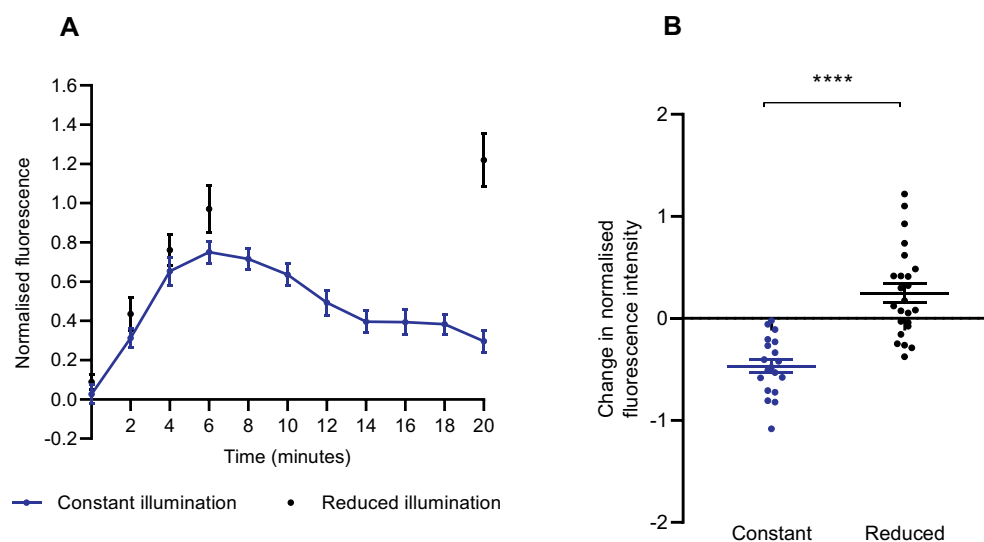 A
Normalised fluorescence
1.6
1.4
1.2
1.0
0.8
0.6
0.4
0.2
0.0
-0.2
2 4 6 8 10 12 14 16 18 20
Time (minutes)
Constant illumination
Reduced illumination
B
****
Change in normalised
fluorescence intensity
2
1
0
-1
-2
Constant Reduced